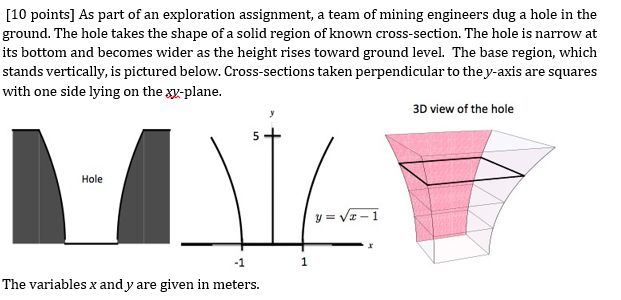 [10 points] As part of an exploration assignment, a team of mining engineers dug a hole in the
ground. The hole takes the shape of a solid region of known cross-section. The hole is narrow at
its bottom and becomes wider as the height rises toward ground level. The base region, which
stands vertically, is pictured below. Cross-sections taken perpendicular to the y-axis are squares
with one side lying on the xy-plane.
3D view of the hole
y
5
Hole
y = √x − 1
x
-1
1
The variables x and y are given in meters.